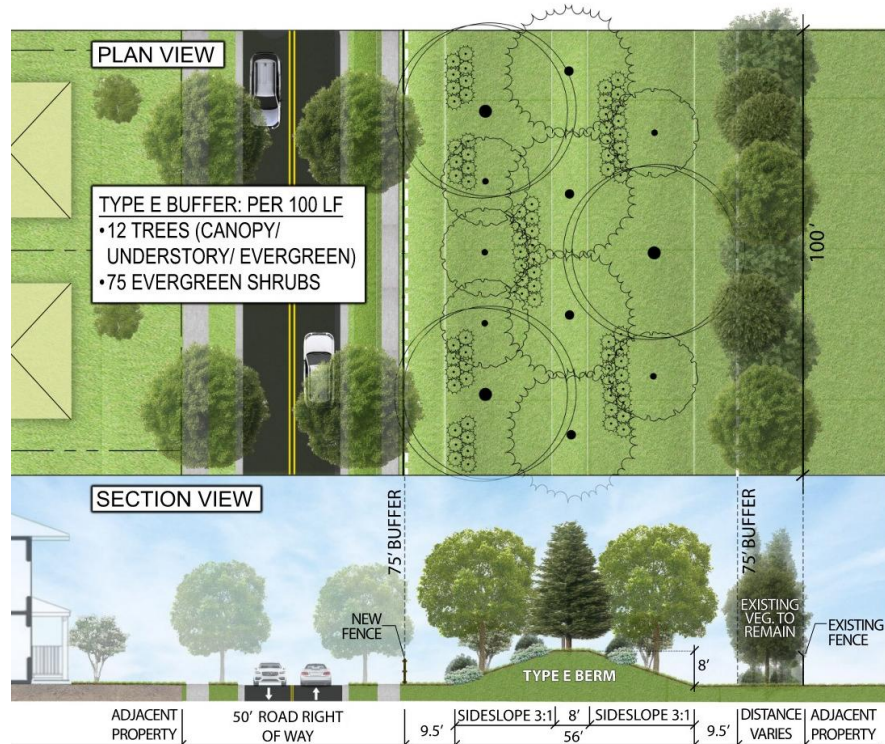 PLAN VIEW
TYPE E BUFFER: PER 100 LF
•12 TREES (CANOPY/
UNDERSTORY/ EVERGREEN)
•75 EVERGREEN SHRUBS
100'
SECTION VIEW
75' BUFFER
75' BUFFER
NEW
FENCE
EXISTING
VEG. TO
REMAIN
EXISTING
FENCE
8'
TYPE E BERM
ADJACENT
PROPERTY
50' ROAD RIGHT
OF WAY
9.5'
SIDESLOPE 3:1
8'
SIDESLOPE 3:1
56'
9.5'
DISTANCE
VARIES
ADJACENT
PROPERTY